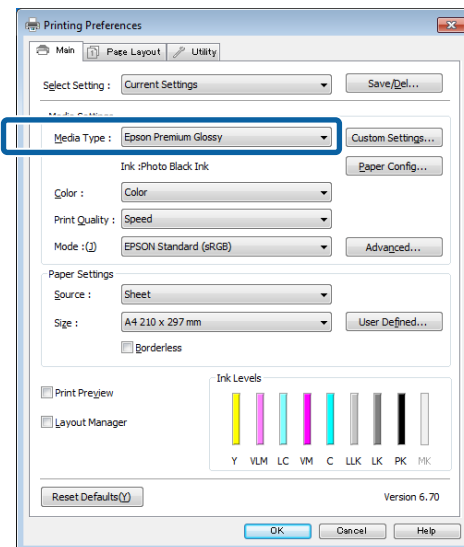 Printing Preferences
Main Page Layout Utility
Select Setting : Current Settings Save/Del...
Media Settings
Media Type : Epson Premium Glossy Custom Settings...
Ink :Photo Black Ink Paper Config...
Color : Color
Print Quality : Speed
Mode :(J) EPSON Standard (sRGB) Advanced...
Paper Settings
Source : Sheet
Size : A4 210 x 297 mm User Defined...
Borderless
Ink Levels
Print Preview
Layout Manager
Y VLM LC VM C LLK LK PK MK
Reset Defaults(Y) Version 6.70
OK Cancel Help